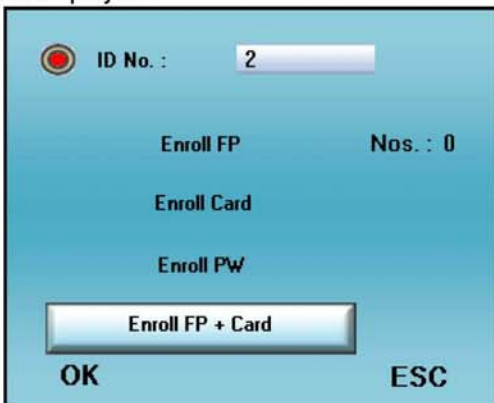 ID No. : 2
Enroll FP Nos. : 0
Enroll Card
Enroll PW
Enroll FP + Card
OK ESC